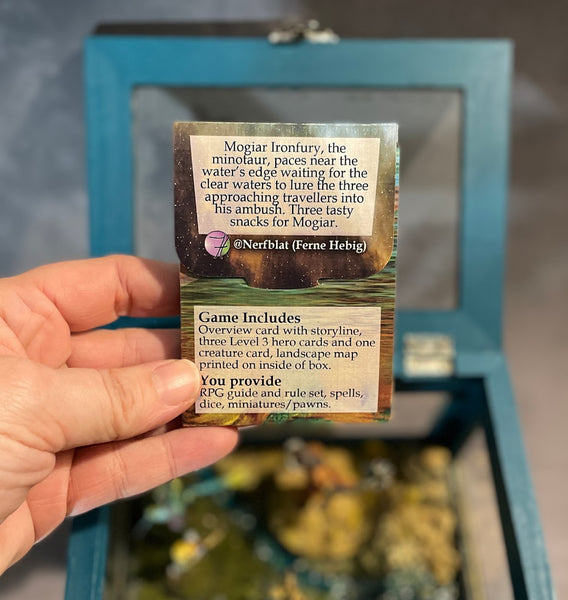 Mogiar Ironfury, the
minotaur, paces near the
water's edge waiting for the
clear waters to lure the three
approaching travellers into
his ambush. Three tasty
snacks for Mogiar.
@Nerfblat (Ferne Hebig)
Game Includes
Overview card with storyline,
three Level 3 hero cards and one
creature card, landscape map
printed on inside of box.
You provide
RPG guide and rule set, spells,
dice, miniatures/pawns.